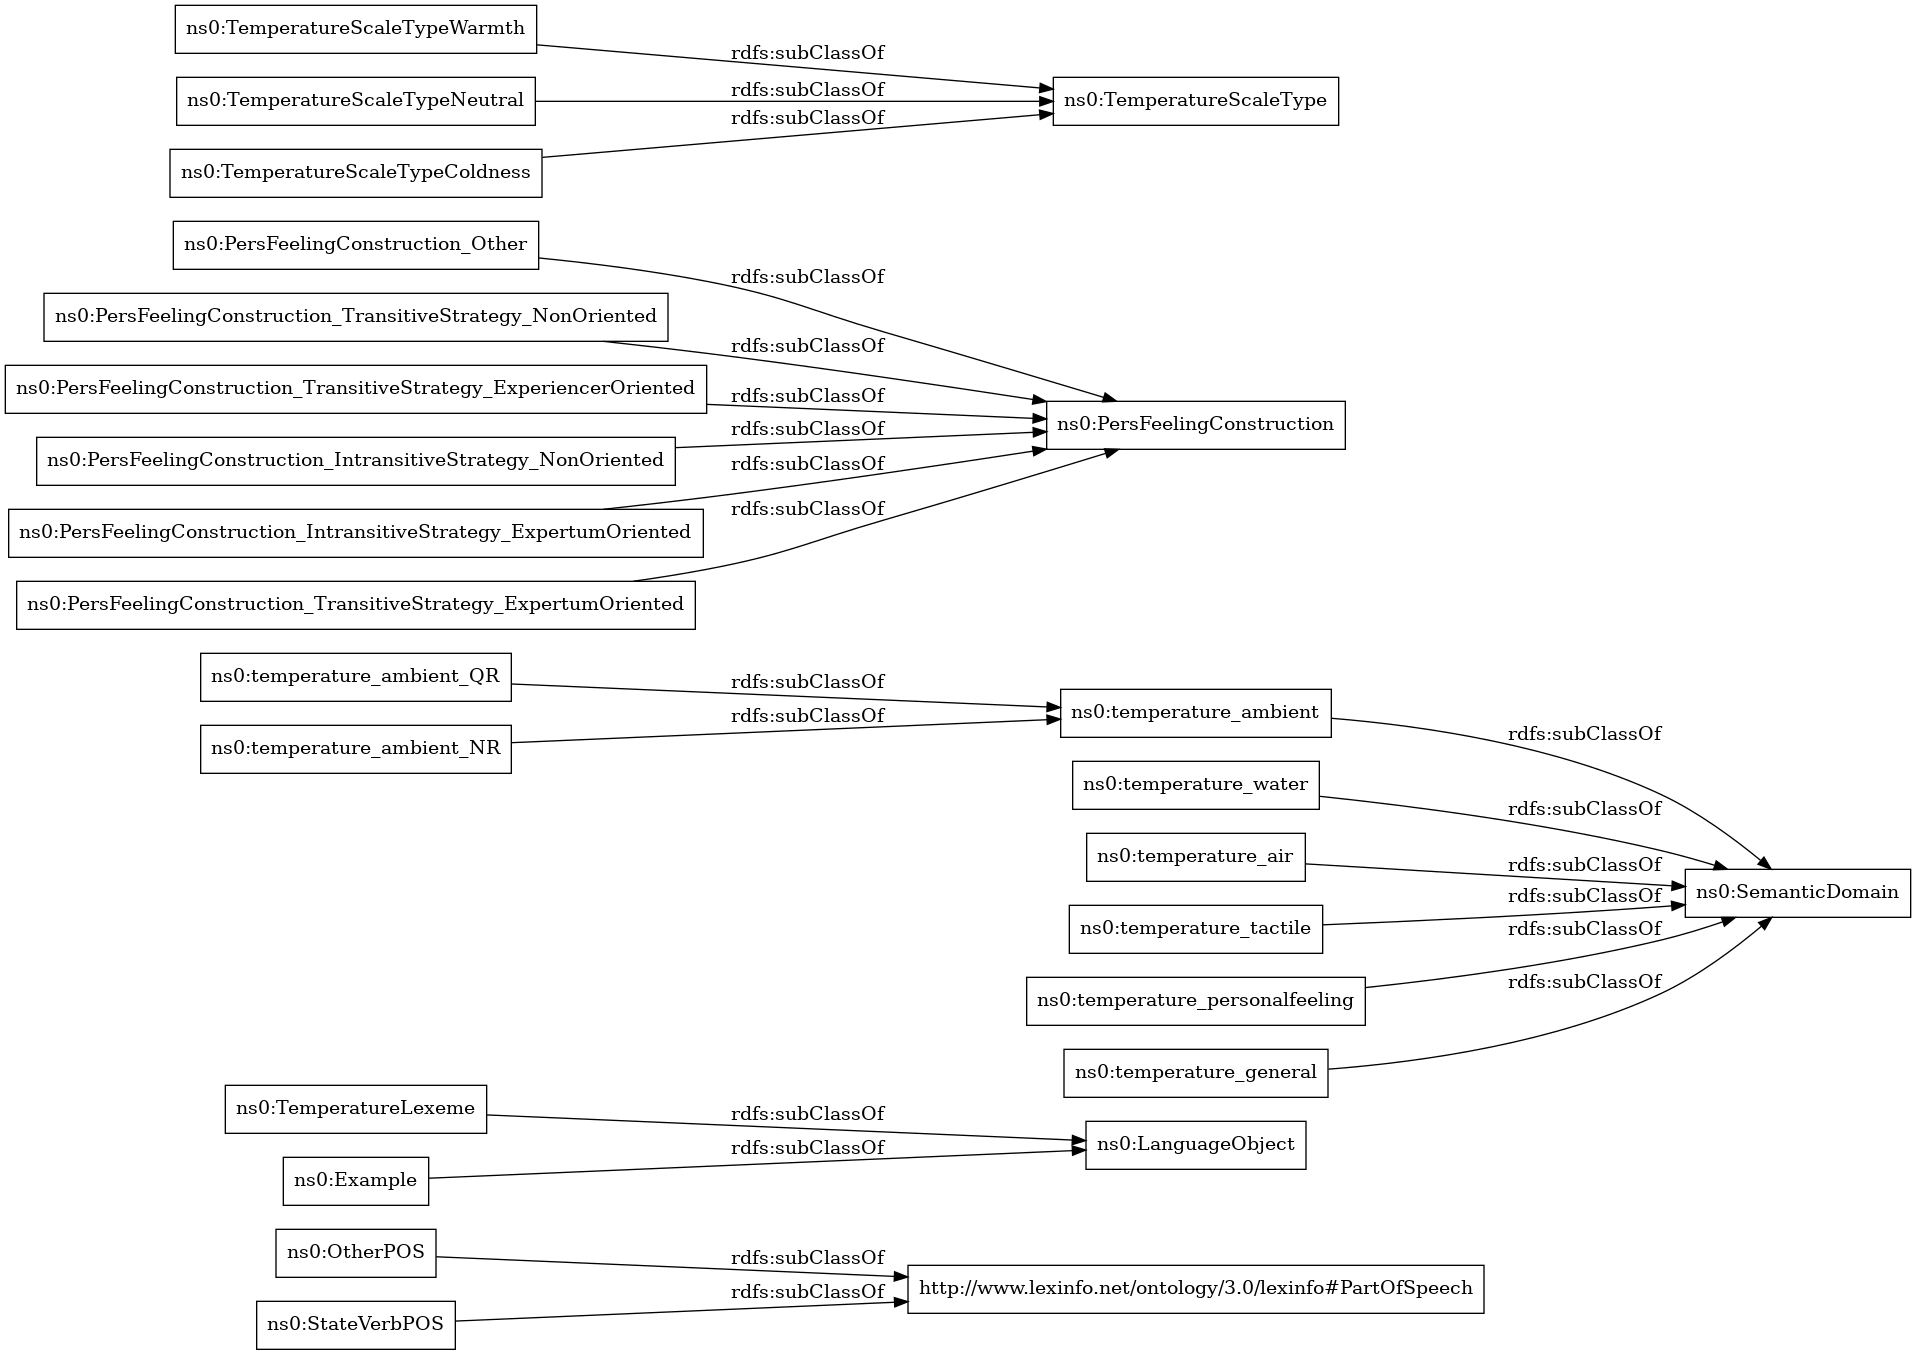 ns0:TemperatureScaleTypeWarmth
rdfs:subClassOf
ns0:TemperatureScaleTypeNeutral
rdfs:subClassOf
ns0:TemperatureScaleType
rdfs:subClassOf
ns0:TemperatureScaleTypeColdness
ns0:PersFeelingConstruction_Other
rdfs:subClassOf
ns0:PersFeelingConstruction_TransitiveStrategy_NonOriented
rdfs:subClassOf
ns0:PersFeelingConstruction_TransitiveStrategy_ExperiencerOriented
rdfs:subClassOf
ns0:PersFeelingConstruction
rdfs:subClassOf
ns0:PersFeelingConstruction_IntransitiveStrategy_NonOriented
rdfs:subClassOf
rdfs:subClassOf
ns0:PersFeelingConstruction_IntransitiveStrategy_ExpertumOriented
ns0:PersFeelingConstruction_TransitiveStrategy_ExpertumOriented
ns0:temperature_ambient_QR
rdfs:subClassOf
ns0:temperature_ambient
rdfs:subClassOf
ns0:temperature_ambient_NR
rdfs:subClassOf
ns0:temperature_water
rdfs:subClassOf
ns0:temperature_air
rdfs:subClassOf
ns0:SemanticDomain
rdfs:subClassOf
ns0:temperature_tactile
rdfs:subClassOf
ns0:temperature_personalfeeling
rdfs:subClassOf
ns0:temperature_general
ns0:TemperatureLexeme
rdfs:subClassOf
ns0:LanguageObject
rdfs:subClassOf
ns0:Example
ns0:OtherPOS
rdfs:subClassOf
http://www.lexinfo.net/ontology/3.0/lexinfo#PartOfSpeech
rdfs:subClassOf
ns0:StateVerbPOS